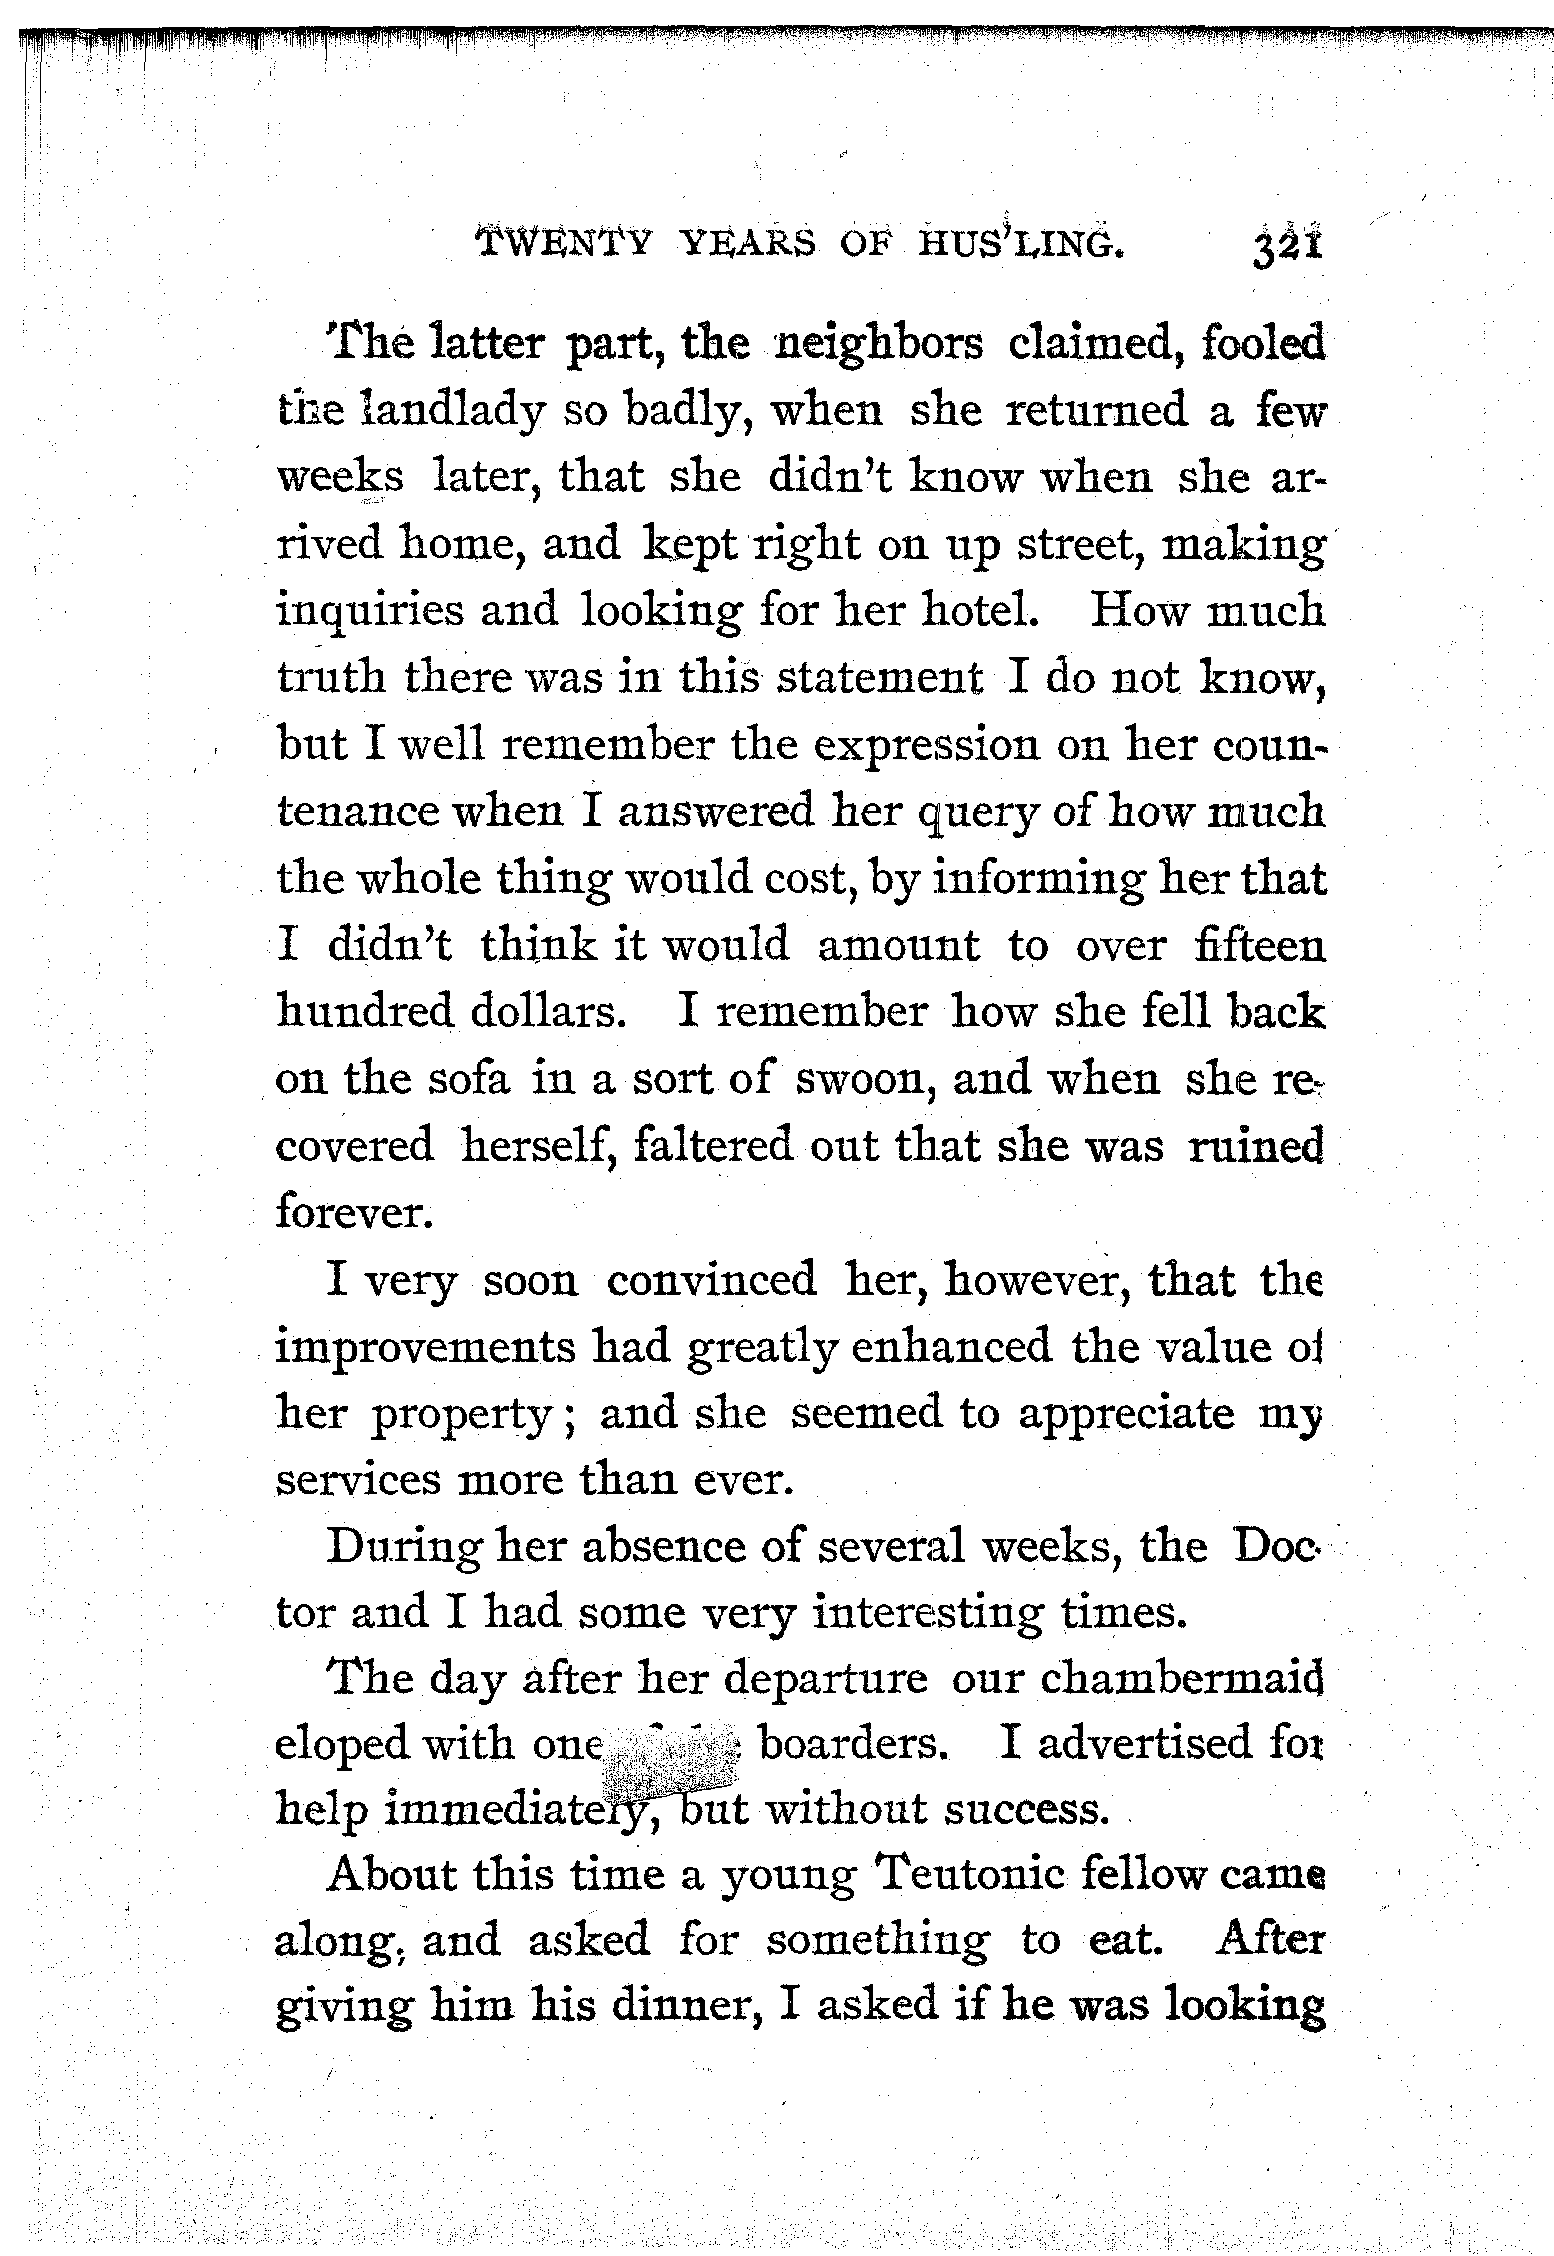 TWENTY YEARS OF HUS'LING. 321
The latter part, the neighbors claimed, fooled
the landlady so badly, when she returned a few
weeks later, that she didn't know when she ar-
rived home, and kept right on up street, making
inquiries and looking for her hotel. How much
truth there was in this statement I do not know,
but I well remember the expression on her coun-
tenance when I answered her query of how much
the whole thing would cost, by informing her that
I didn't think it would amount to over fifteen
hundred dollars. I remember how she fell back
on the sofa in a sort of swoon, and when she re-
covered herself, faltered out that she was ruined
forever.
I very soon convinced her, however, that the
improvements had greatly enhanced the value of
her property; and she seemed to appreciate my
services more than ever.
During her absence of several weeks, the Doc-
tor and I had some very interesting times.
The day after her departure our chambermaid
eloped with one boarders. I advertised for
help immediately, but without success.
About this time a young Teutonic fellow came
along, and asked for something to eat. After
giving him his dinner, I asked if he was looking